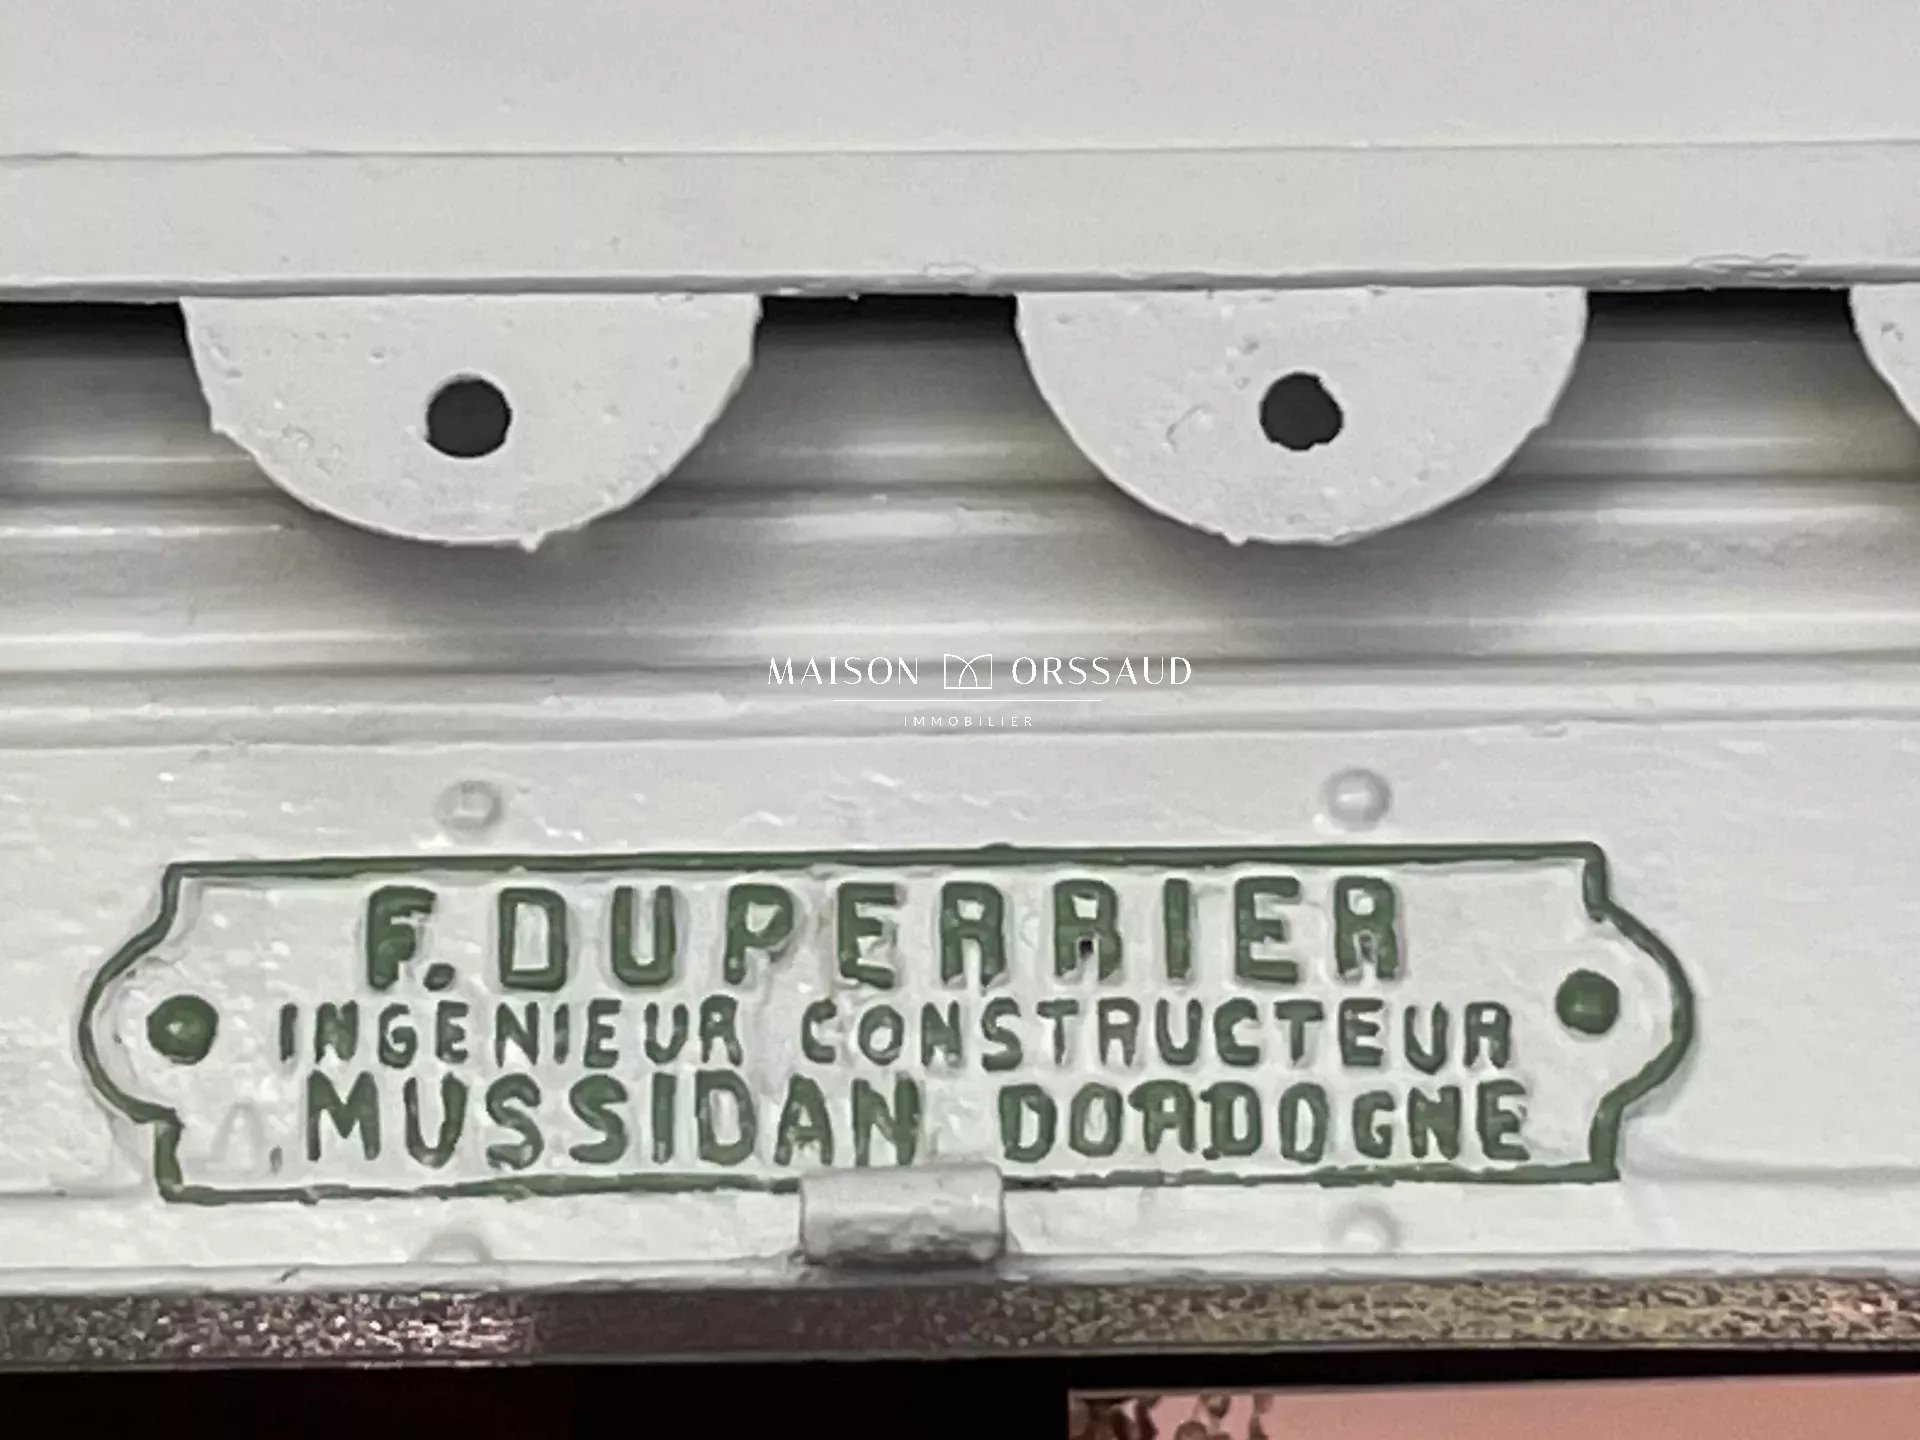 MAISON ORSSAUD
IMMOBILIER
F. DUPERRIER
INGENIEUR CONSTRUCTEUR
MUSSIDAN DORDOGNE